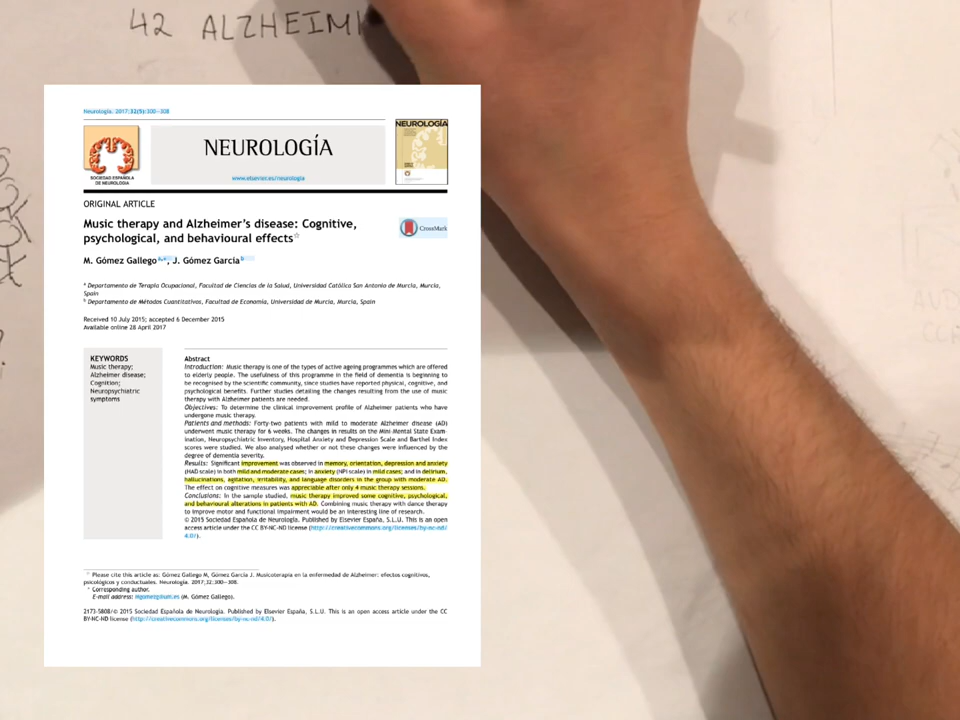 42 ALZHEIM
Neurología. 2017;32(5):300—308
SOCIEDAD ESPAÑOLA
DE NEUROLOGÍA
NEUROLOGÍA
www.elsevier.es/neurologia
NEUROLOGÍA
ORIGINAL ARTICLE
Music therapy and Alzheimer's disease: Cognitive,
psychological, and behavioural effects☆
CrossMark
M. Gómez Gallego a,*, J. Gómez García b
a Departamento de Terapia Ocupacional, Facultad de Ciencias de la Salud, Universidad Católica San Antonio de Murcia, Murcia,
Spain
b Departamento de Métodos Cuantitativos, Facultad de Economía, Universidad de Murcia, Murcia, Spain
Received 10 July 2015; accepted 6 December 2015
Available online 28 April 2017
KEYWORDS
Music therapy;
Alzheimer disease;
Cognition;
Neuropsychiatric
symptoms
Abstract
Introduction: Music therapy is one of the types of active ageing programmes which are offered
to elderly people. The usefulness of this programme in the field of dementia is beginning to
be recognised by the scientific community, since studies have reported physical, cognitive, and
psychological benefits. Further studies detailing the changes resulting from the use of music
therapy with Alzheimer patients are needed.
Objectives: To determine the clinical improvement profile of Alzheimer patients who have
undergone music therapy.
Patients and methods: Forty-two patients with mild to moderate Alzheimer disease (AD)
underwent music therapy for 6 weeks. The changes in results on the Mini-Mental State Exam-
ination, Neuropsychiatric Inventory, Hospital Anxiety and Depression Scale and Barthel Index
scores were studied. We also analysed whether or not these changes were influenced by the
degree of dementia severity.
Results: Significant improvement was observed in memory, orientation, depression and anxiety
(HAD scale) in both mild and moderate cases; in anxiety (NPI scale) in mild cases; and in delirium,
hallucinations, agitation, irritability, and language disorders in the group with moderate AD.
The effect on cognitive measures was appreciable after only 4 music therapy sessions.
Conclusions: In the sample studied, music therapy improved some cognitive, psychological,
and behavioural alterations in patients with AD. Combining music therapy with dance therapy
to improve motor and functional impairment would be an interesting line of research.
© 2015 Sociedad Española de Neurología. Published by Elsevier España, S.L.U. This is an open
access article under the CC BY-NC-ND license (http://creativecommons.org/licenses/by-nc-nd/
4.0/).
☆ Please cite this article as: Gómez Gallego M, Gómez García J. Musicoterapia en la enfermedad de Alzheimer: efectos cognitivos,
psicológicos y conductuales. Neurología. 2017;32:300—308.
* Corresponding author.
E-mail address: mgomez@ucam.es (M. Gómez Gallego).
2173-5808/© 2015 Sociedad Española de Neurología. Published by Elsevier España, S.L.U. This is an open access article under the CC
BY-NC-ND license (http://creativecommons.org/licenses/by-nc-nd/4.0/).